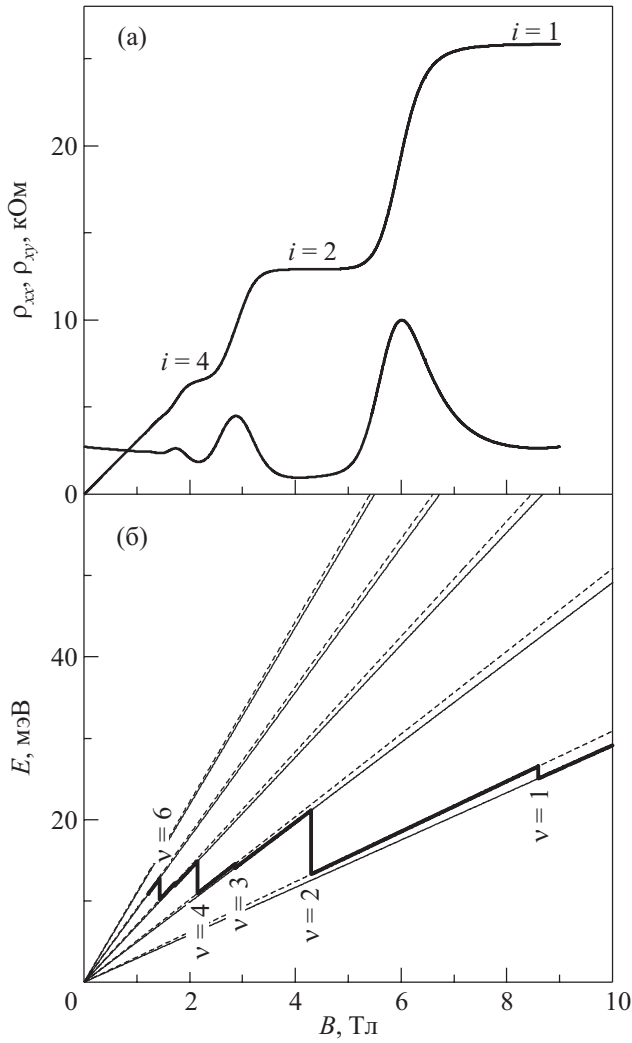 (а)
i = 1
20
i = 2
10
i = 4
0
ρxx, ρxy, кОм
(б)
40
20
0
E, мэВ
ν = 6
ν = 4
ν = 3
ν = 2
ν = 1
0 2 4 6 8 10
B, Тл